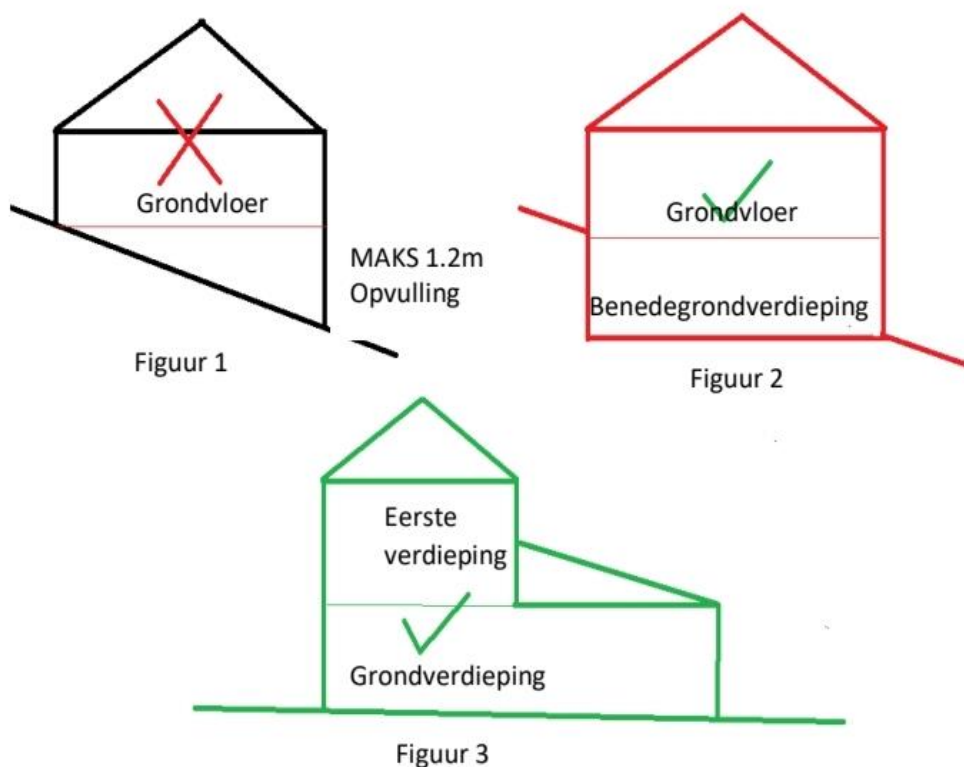 Grondvloer
MAKS 1.2m
Opvulling
Figuur 1
Grondvloer
Benedegrondverdieping
Figuur 2
Eerste
verdieping
Grondverdieping
Figuur 3